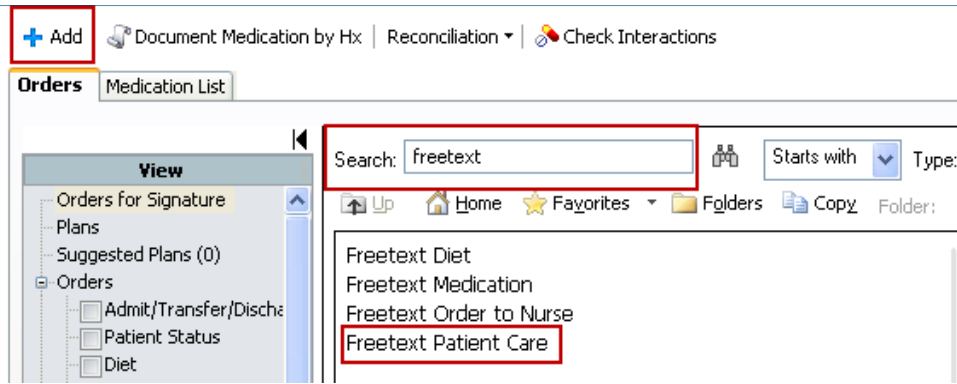 Add Document Medication by Hx Reconciliation Check Interactions
Orders Medication List
Search: freetext Starts with Type:
Up Home Favorites Folders Copy Folder:
View
Orders for Signature
Plans
Suggested Plans (0)
Orders
Admit/Transfer/Discha
Patient Status
Diet
Freetext Diet
Freetext Medication
Freetext Order to Nurse
Freetext Patient Care